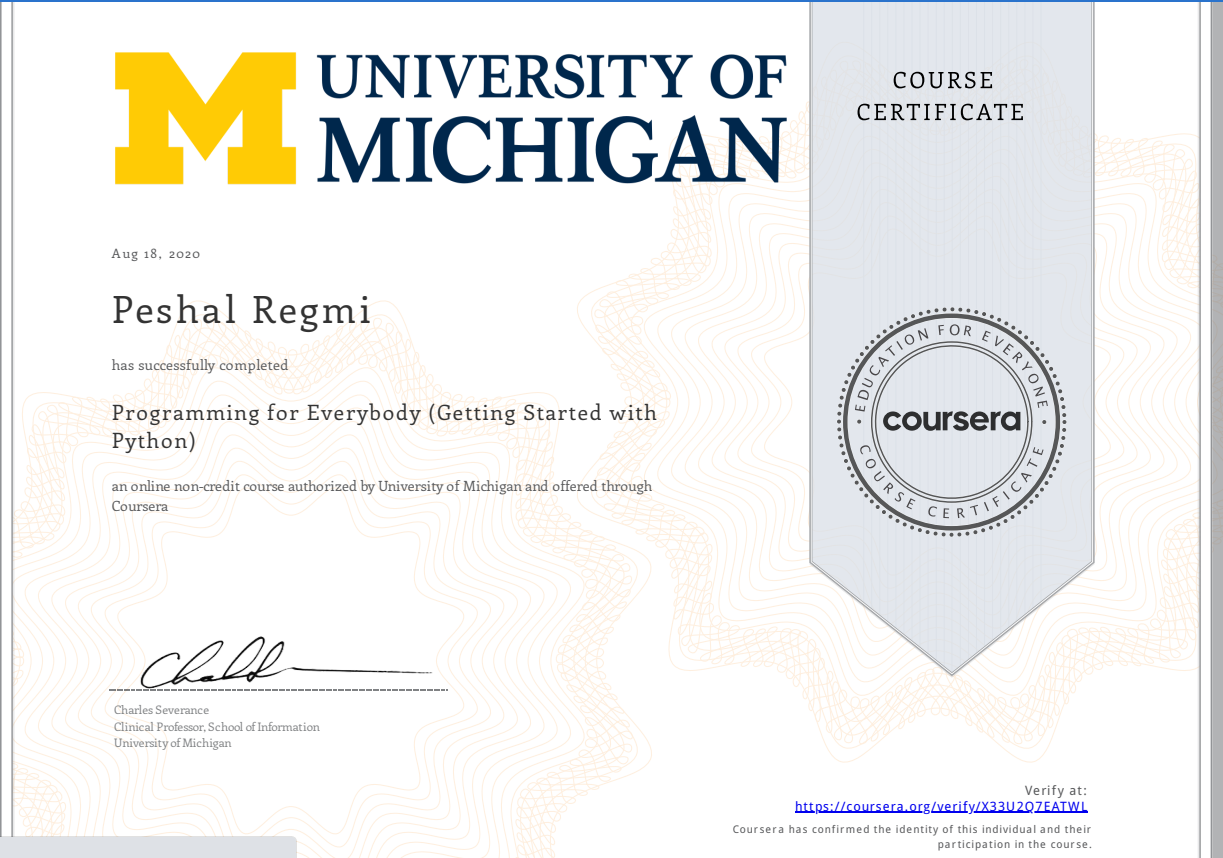 UNIVERSITY OF
MICHIGAN
COURSE
CERTIFICATE
Aug 18, 2020
Peshal Regmi
has successfully completed
Programming for Everybody (Getting Started with
Python)
an online non-credit course authorized by University of Michigan and offered through
Coursera
EDUCATION FOR EVERYONE
coursera
COURSE CERTIFICATE
Charles Severance
Clinical Professor, School of Information
University of Michigan
Verify at:
https://coursera.org/verify/X33U2Q7EATWL
Coursera has confirmed the identity of this individual and their
participation in the course.